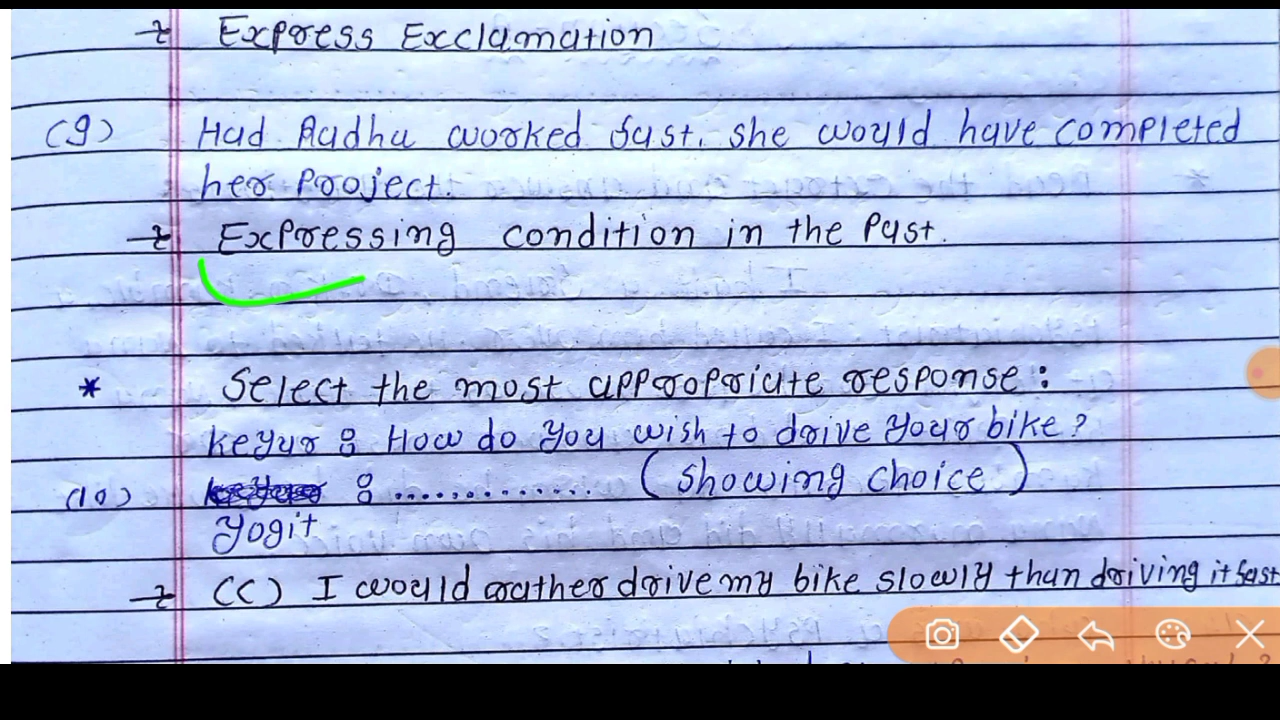 → Express Exclamation
(9) Had Aadha worked fast, she would have completed
her project.
→ Expressing condition in the past.
* Select the most appropriate response :
Keyur : How do you wish to drive your bike?
(10) : .............. (showing choice)
Yogit
→ (C) I would rather drive my bike slowly than driving it fast